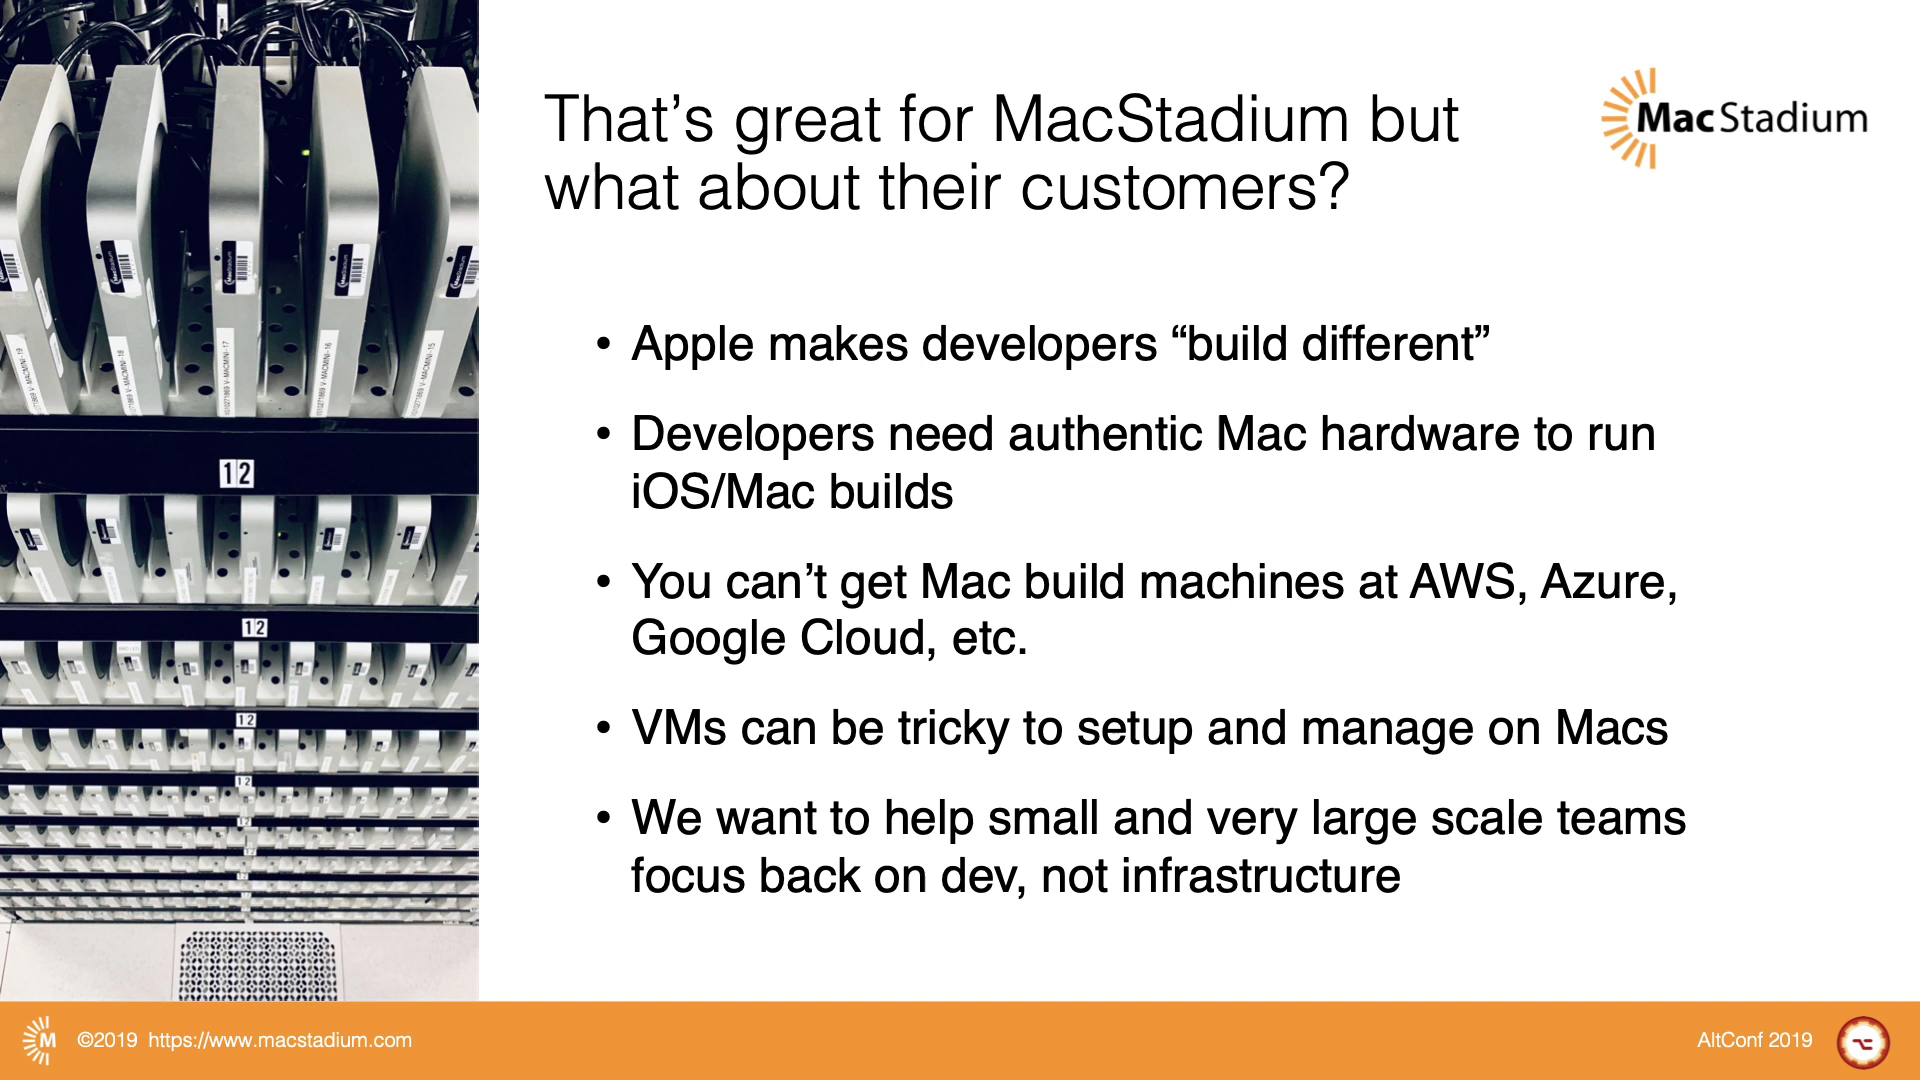 That’s great for MacStadium but
what about their customers?
MacStadium
• Apple makes developers “build different”
• Developers need authentic Mac hardware to run
iOS/Mac builds
• You can’t get Mac build machines at AWS, Azure,
Google Cloud, etc.
• VMs can be tricky to setup and manage on Macs
• We want to help small and very large scale teams
focus back on dev, not infrastructure
12
12
12
12
12
M ©2019 https://www.macstadium.com
AltConf 2019